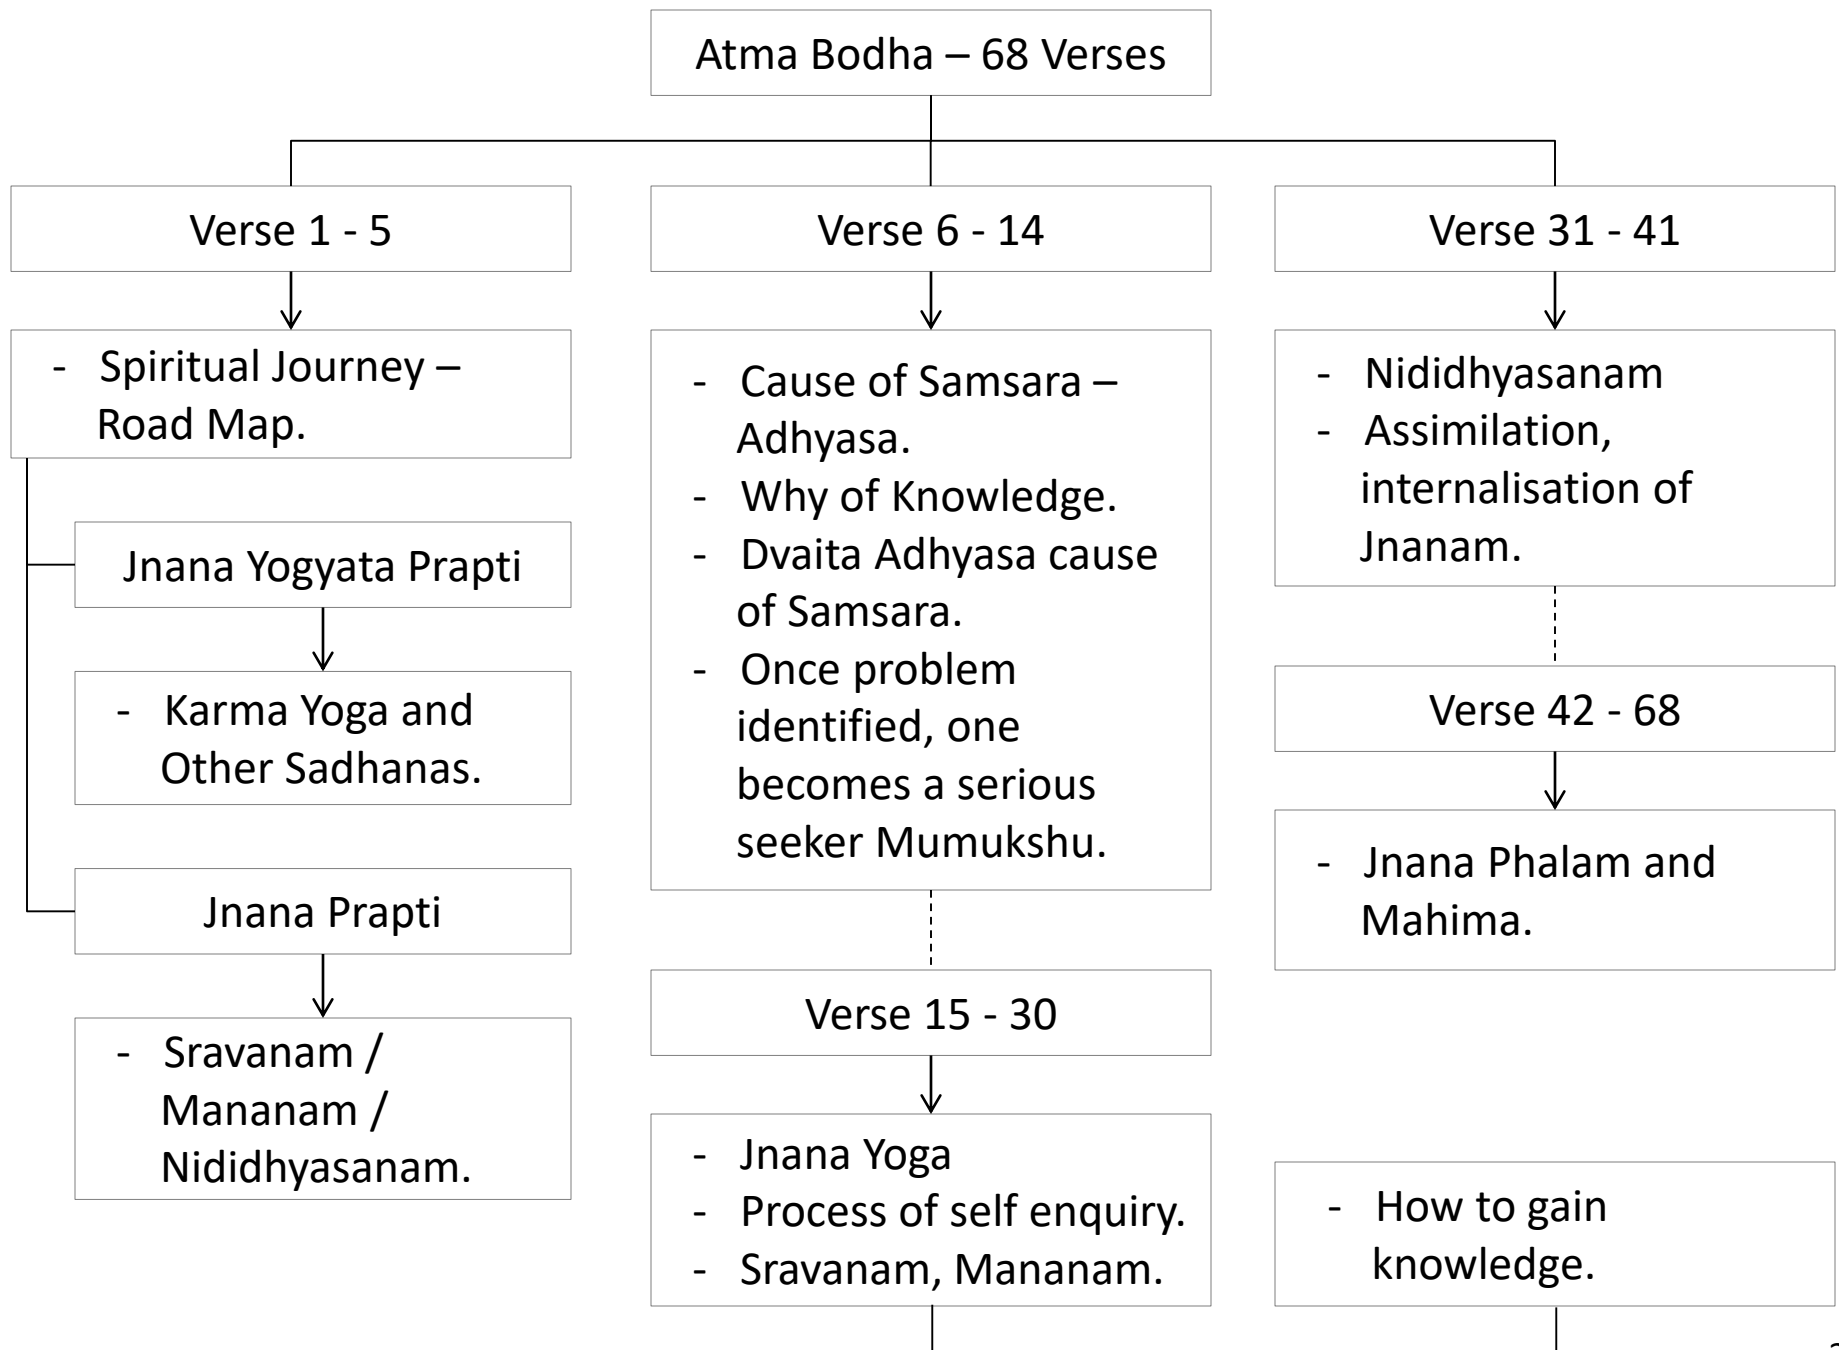 Atma Bodha – 68 Verses
Verse 1 - 5
- Spiritual Journey –
Road Map.
Jnana Yogyata Prapti
- Karma Yoga and
Other Sadhanas.
Jnana Prapti
- Sravanam /
Mananam /
Nididhyasanam.
Verse 6 - 14
- Cause of Samsara –
Adhyasa.
- Why of Knowledge.
- Dvaita Adhyasa cause
of Samsara.
- Once problem
identified, one
becomes a serious
seeker Mumukshu.
Verse 15 - 30
- Jnana Yoga
- Process of self enquiry.
- Sravanam, Mananam.
Verse 31 - 41
- Nididhyasanam
- Assimilation,
internalisation of
Jnanam.
Verse 42 - 68
- Jnana Phalam and
Mahima.
- How to gain
knowledge.